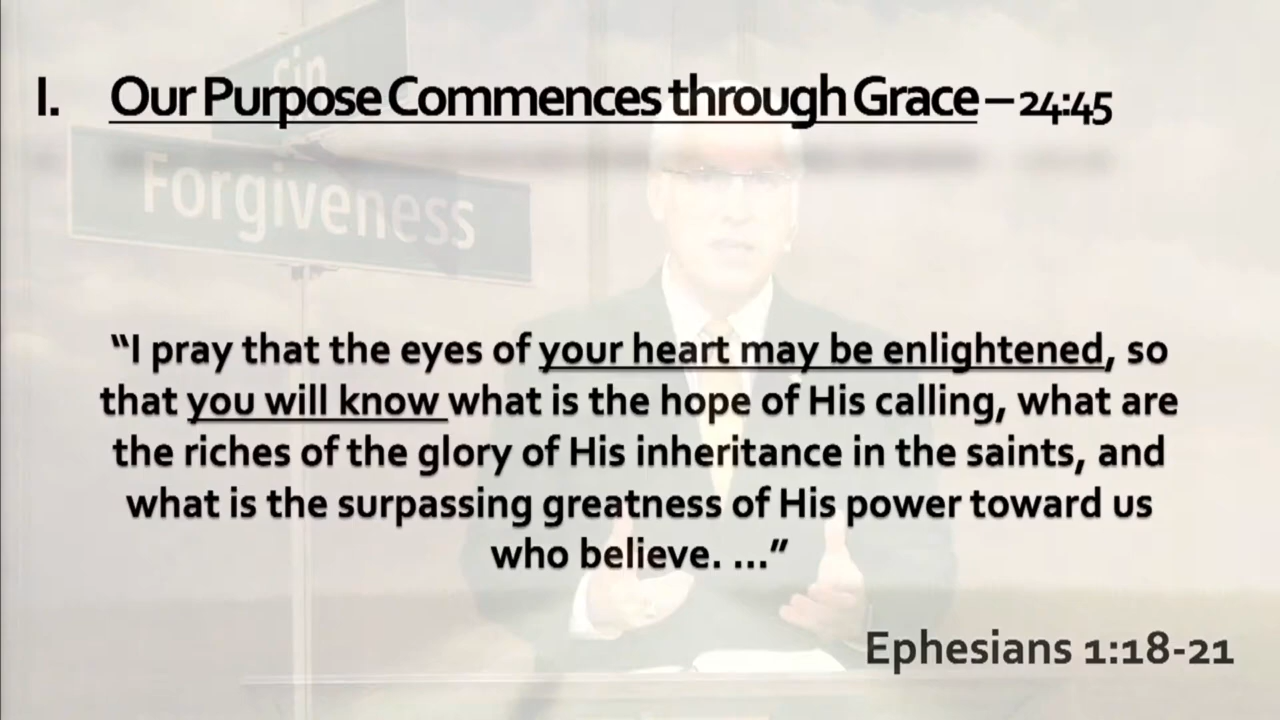 Sin
I. Our Purpose Commences through Grace – 24:45
Forgiveness
“I pray that the eyes of your heart may be enlightened, so
that you will know what is the hope of His calling, what are
the riches of the glory of His inheritance in the saints, and
what is the surpassing greatness of His power toward us
who believe. …”
Ephesians 1:18-21